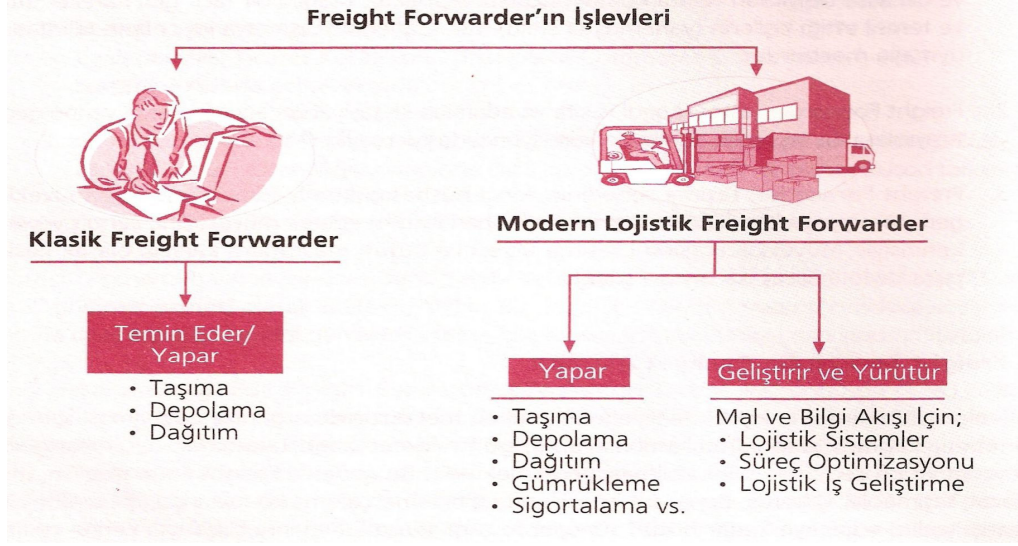 Freight Forwarder'ın İşlevleri
Klasik Freight Forwarder
Temin Eder/
Yapar
• Taşıma
• Depolama
• Dağıtım
Modern Lojistik Freight Forwarder
Yapar
• Taşıma
• Depolama
Dağıtım
• Gümrükleme
• Sigortalama vs.
Geliştirir ve Yürütür
Mal ve Bilgi Akışı İçin;
• Lojistik Sistemler
• Süreç Optimizasyonu
• Lojistik İş Geliştirme